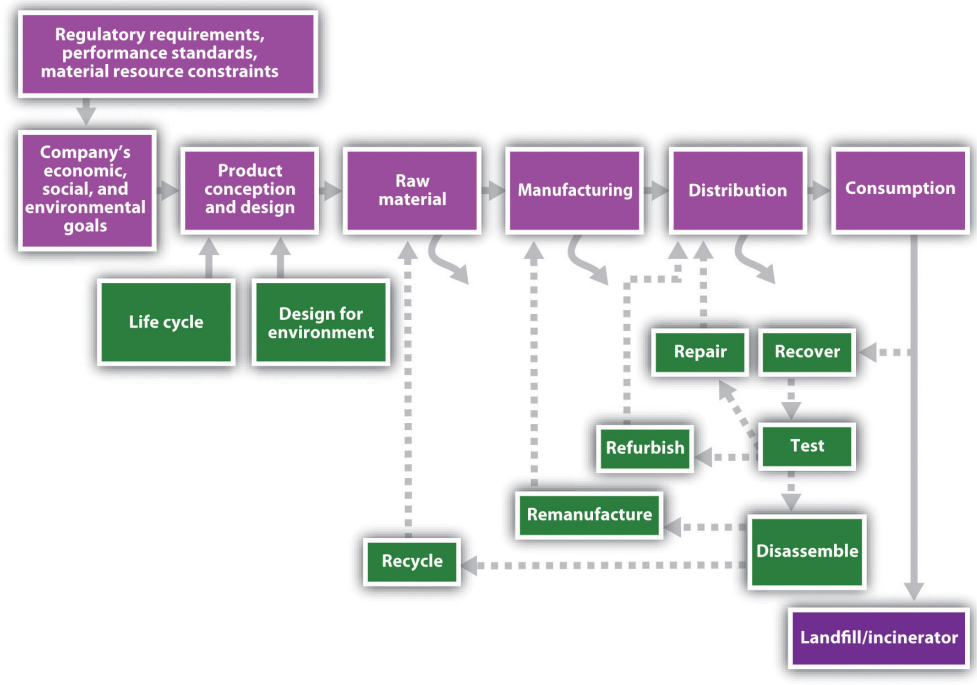 Regulatory requirements,
performance standards,
material resource constraints
Company’s
economic,
social, and
environmental
goals
Product
conception
and design
Raw
material
Manufacturing
Distribution
Consumption
Life cycle
Design for
environment
Repair
Recover
Refurbish
Test
Remanufacture
Disassemble
Recycle
Landfill/incinerator